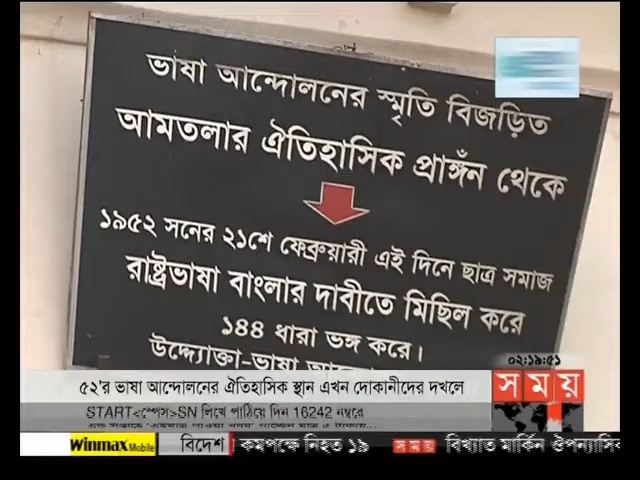 ভাষা আন্দোলনের স্মৃতি বিজড়িত
আমতলার ঐতিহাসিক প্রাঙ্গঁন থেকে
১৯৫২ সনের ২১শে ফেব্রুয়ারী এই দিনে ছাত্র সমাজ
রাষ্ট্রভাষা বাংলার দাবীতে মিছিল করে
১৪৪ ধারা ভঙ্গ করে।
উদ্দ্যোক্তা-ভাষা
০২:১৯:৫১
সময়
৫২'র ভাষা আন্দোলনের ঐতিহাসিক স্থান এখন দোকানীদের দখলে
START<স্পেস>SN লিখে পাঠিয়ে দিন 16242 নম্বরে
Winmax Mobile বিদেশ কমপক্ষে নিহত ১৯ সময় বিখ্যাত মার্কিন ঔপন্যাসিক